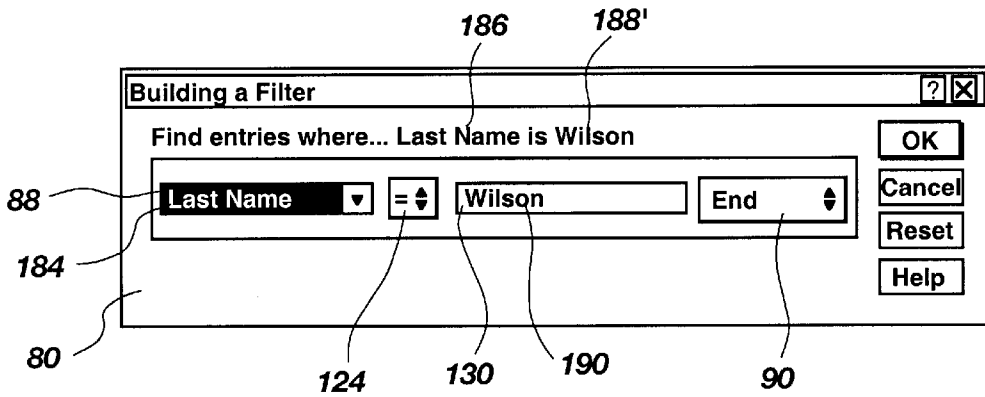 186 188'
Building a Filter ? X
Find entries where... Last Name is Wilson
OK
88 Last Name = Wilson End Cancel
184 Reset
Help
80 124 130 190 90